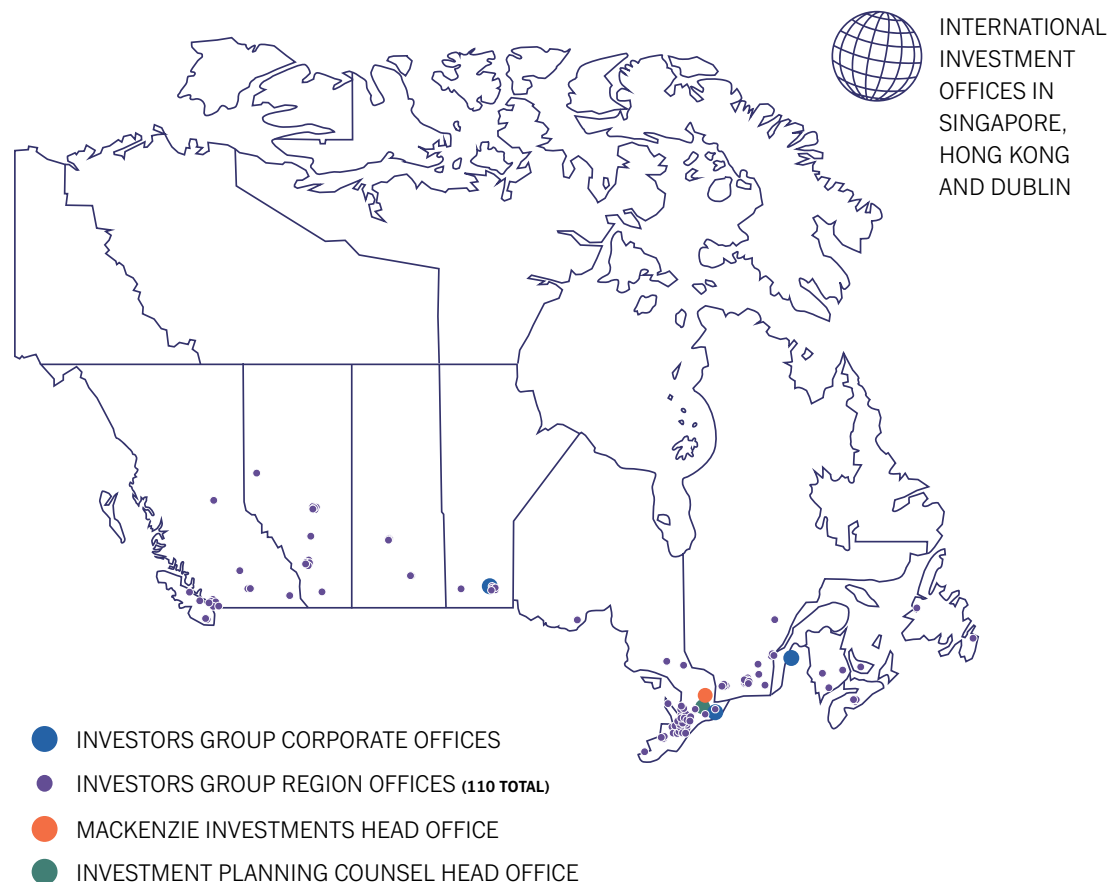 INTERNATIONAL
INVESTMENT
OFFICES IN
SINGAPORE,
HONG KONG
AND DUBLIN
INVESTORS GROUP CORPORATE OFFICES
INVESTORS GROUP REGION OFFICES (110 TOTAL)
MACKENZIE INVESTMENTS HEAD OFFICE
INVESTMENT PLANNING COUNSEL HEAD OFFICE